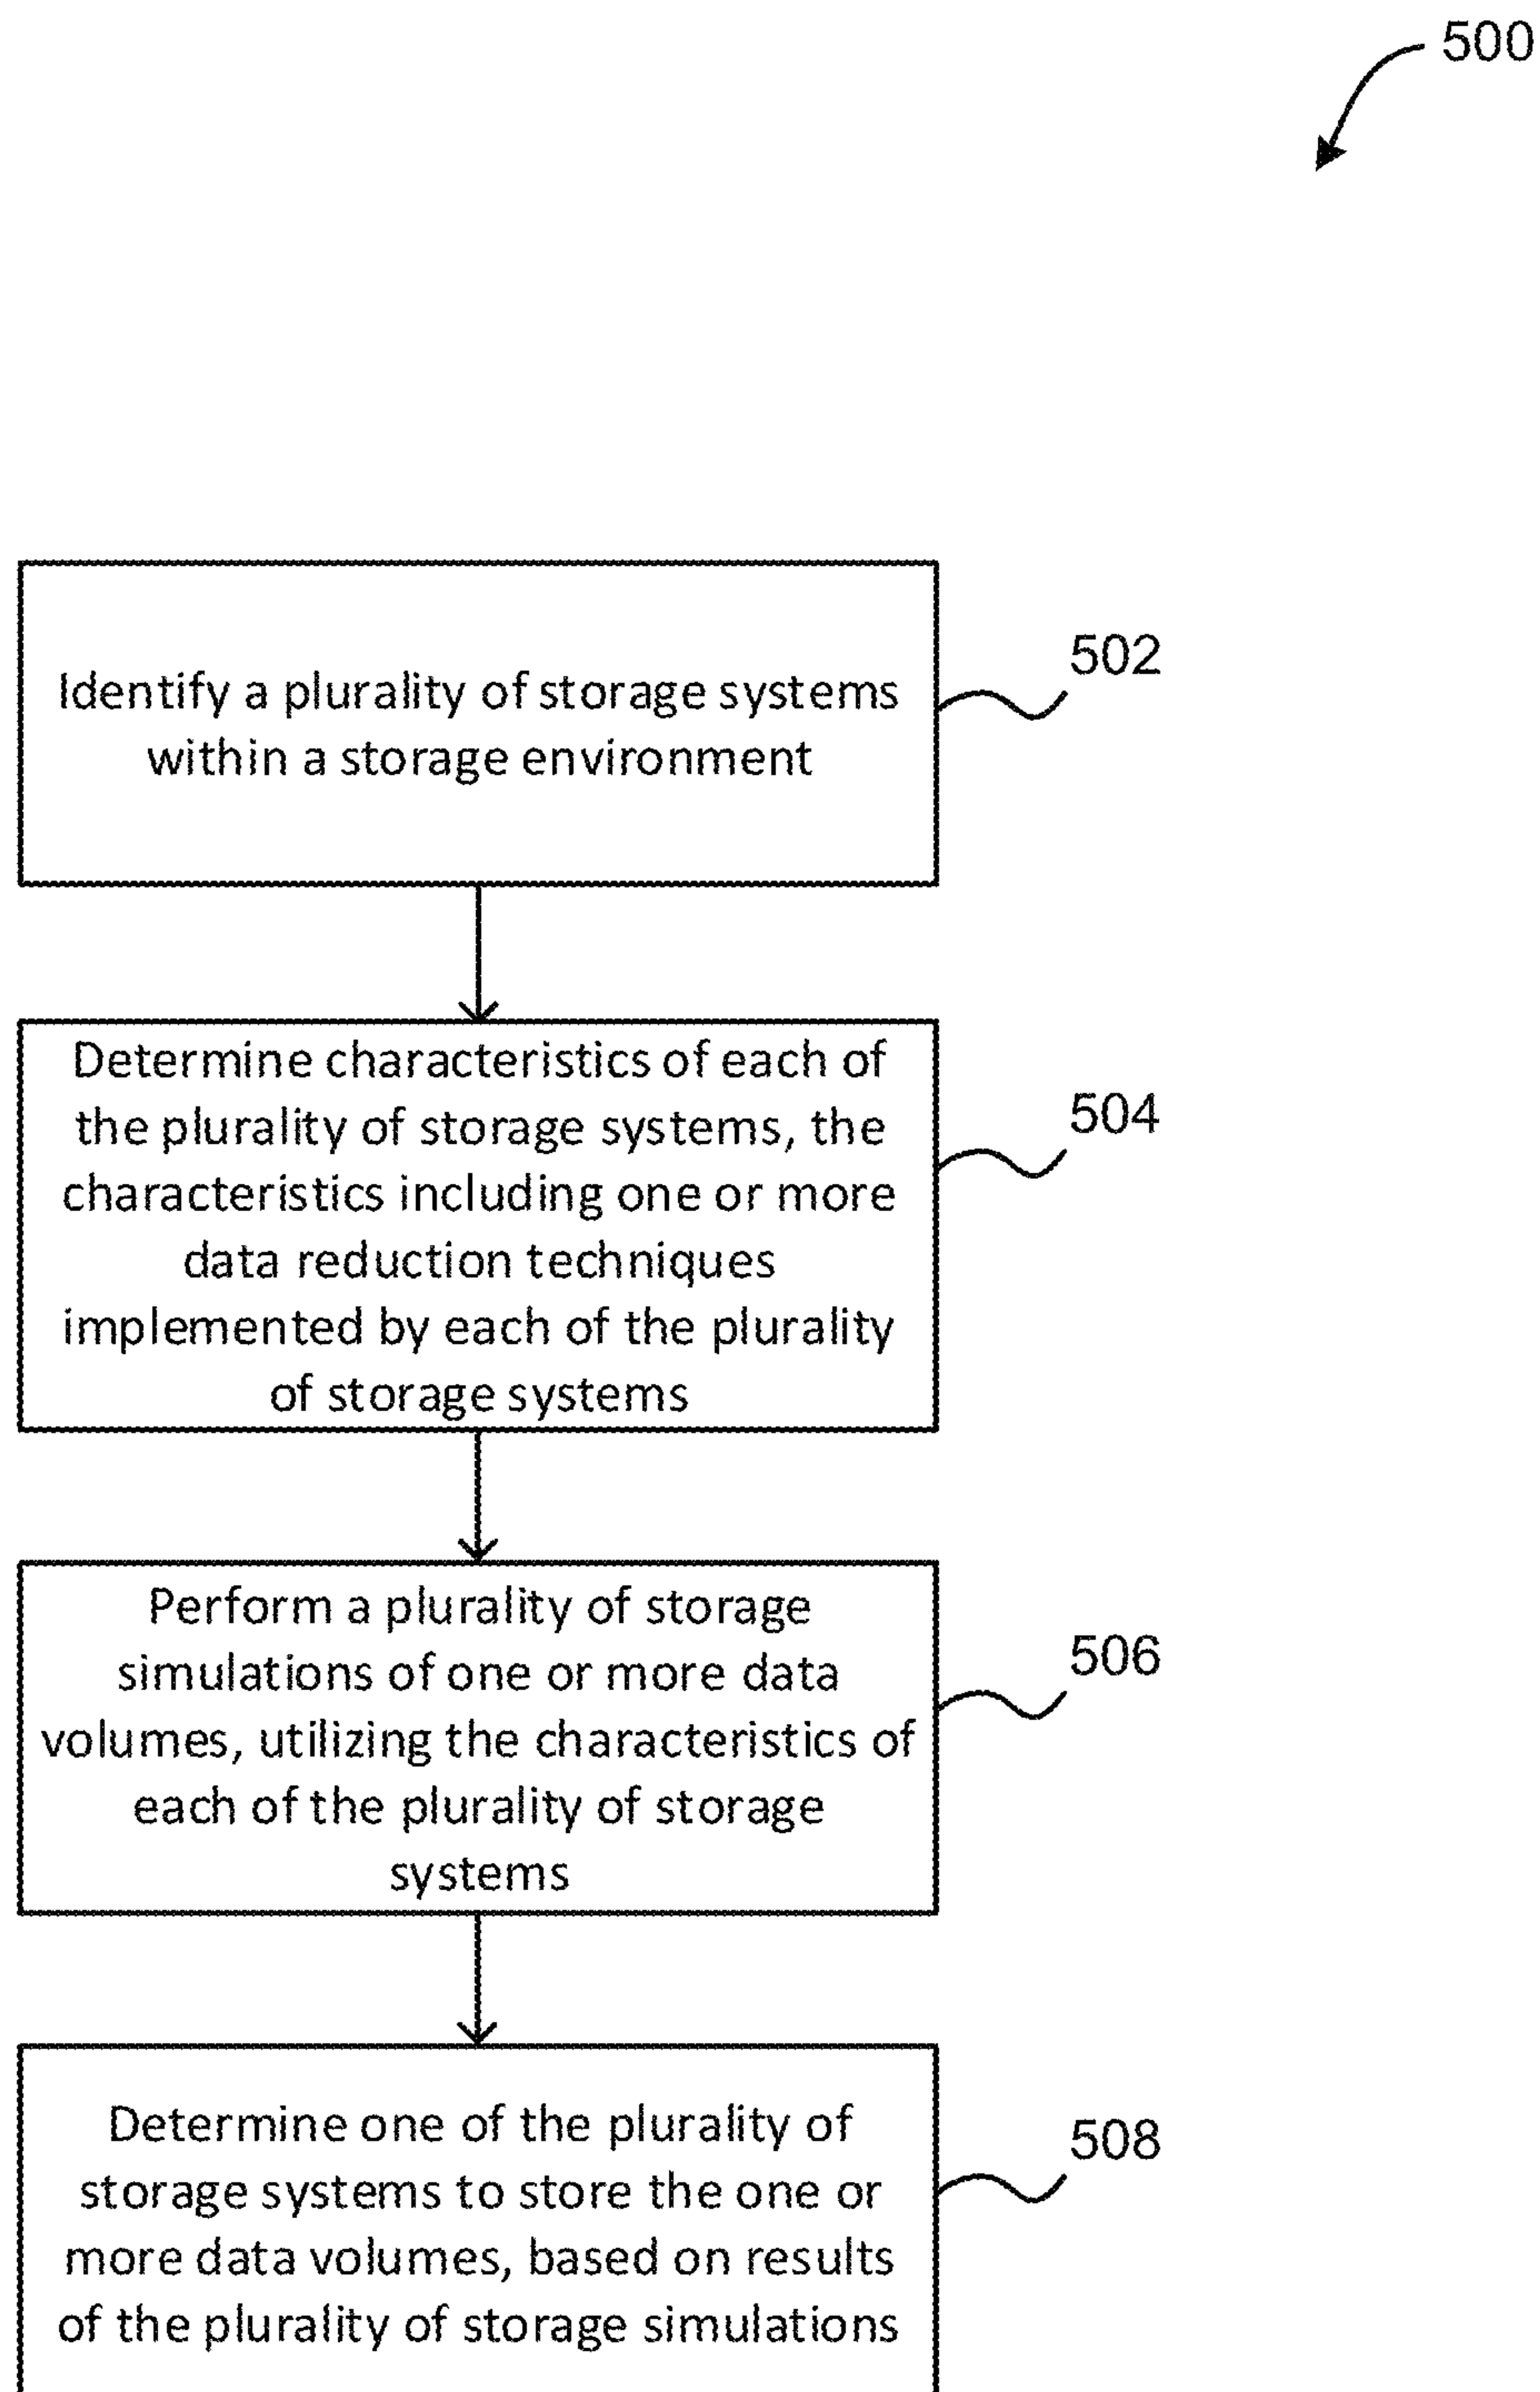 500
Identify a plurality of storage systems
within a storage environment
502
Determine characteristics of each of
the plurality of storage systems, the
characteristics including one or more
data reduction techniques
implemented by each of the plurality
of storage systems
504
Perform a plurality of storage
simulations of one or more data
volumes, utilizing the characteristics of
each of the plurality of storage
systems
506
Determine one of the plurality of
storage systems to store the one or
more data volumes, based on results
of the plurality of storage simulations
508